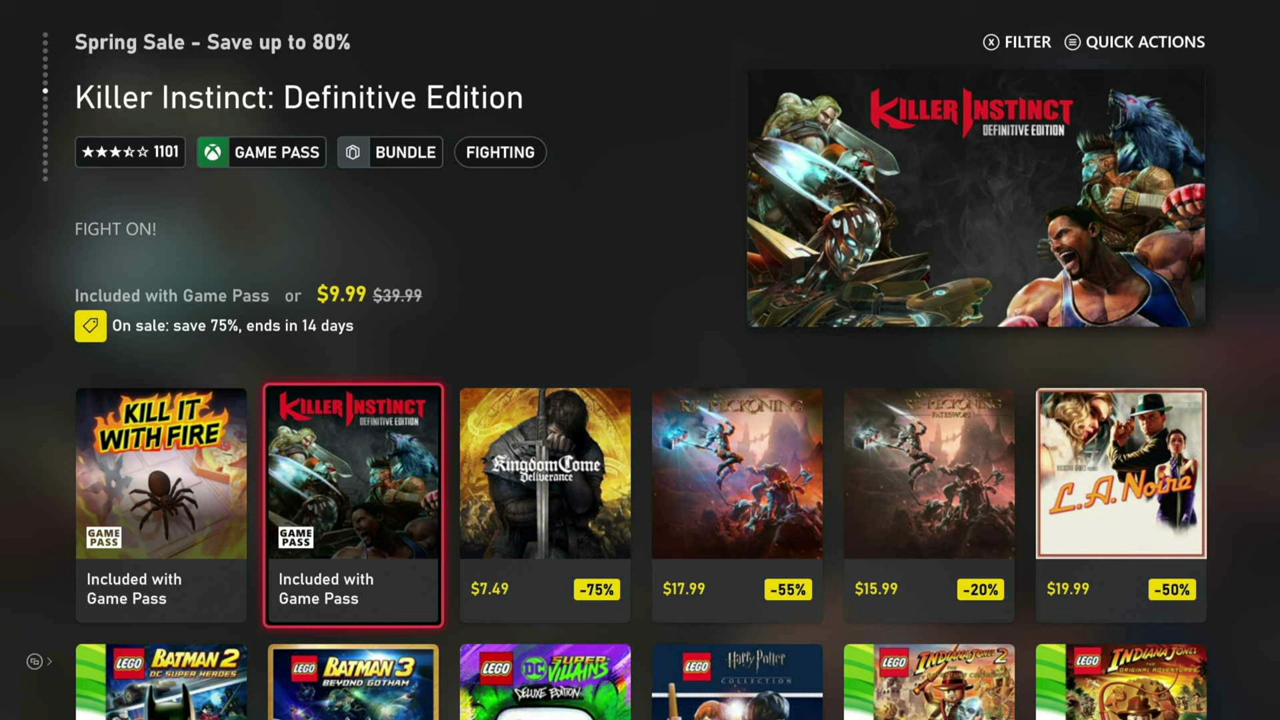 Spring Sale - Save up to 80%
X FILTER QUICK ACTIONS
Killer Instinct: Definitive Edition
1101 GAME PASS BUNDLE FIGHTING
KILLER INSTINCT
DEFINITIVE EDITION
FIGHT ON!
Included with Game Pass or $9.99 $39.99
On sale: save 75%, ends in 14 days
KILL IT
WITH FIRE
GAME
PASS
Included with
Game Pass
KILLER INSTINCT
DEFINITIVE EDITION
GAME
PASS
Included with
Game Pass
Kingdom Come
Deliverance
$7.49 -75%
RECKONING
$17.99 -55%
RECKONING
$15.99 -20%
L.A. Noire
$19.99 -50%
LEGO BATMAN 2
DC SUPER HEROES
LEGO BATMAN 3
BEYOND GOTHAM
LEGO DC SUPER
VILLAINS
DELUXE EDITION
LEGO Harry Potter
COLLECTION
LEGO INDIANA JONES 2
LEGO INDIANA JONES
THE ORIGINAL ADVENTURES